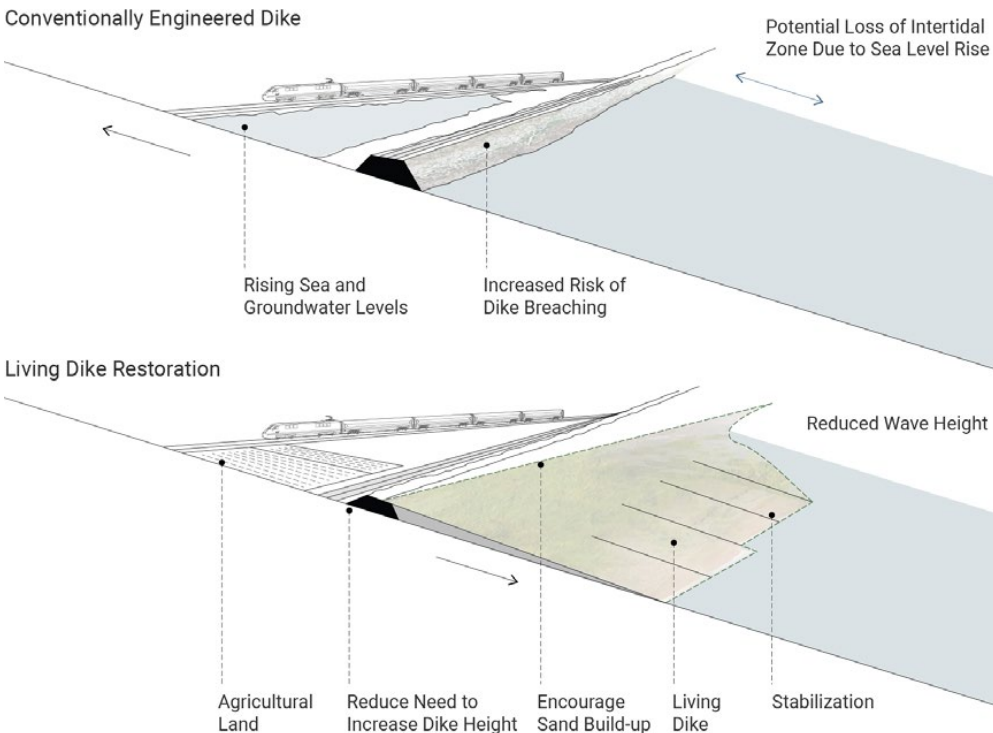 Conventionally Engineered Dike
Potential Loss of Intertidal
Zone Due to Sea Level Rise
Rising Sea and
Groundwater Levels
Increased Risk of
Dike Breaching
Living Dike Restoration
Reduced Wave Height
Agricultural
Land
Reduce Need to
Increase Dike Height
Encourage
Sand Build-up
Living
Dike
Stabilization